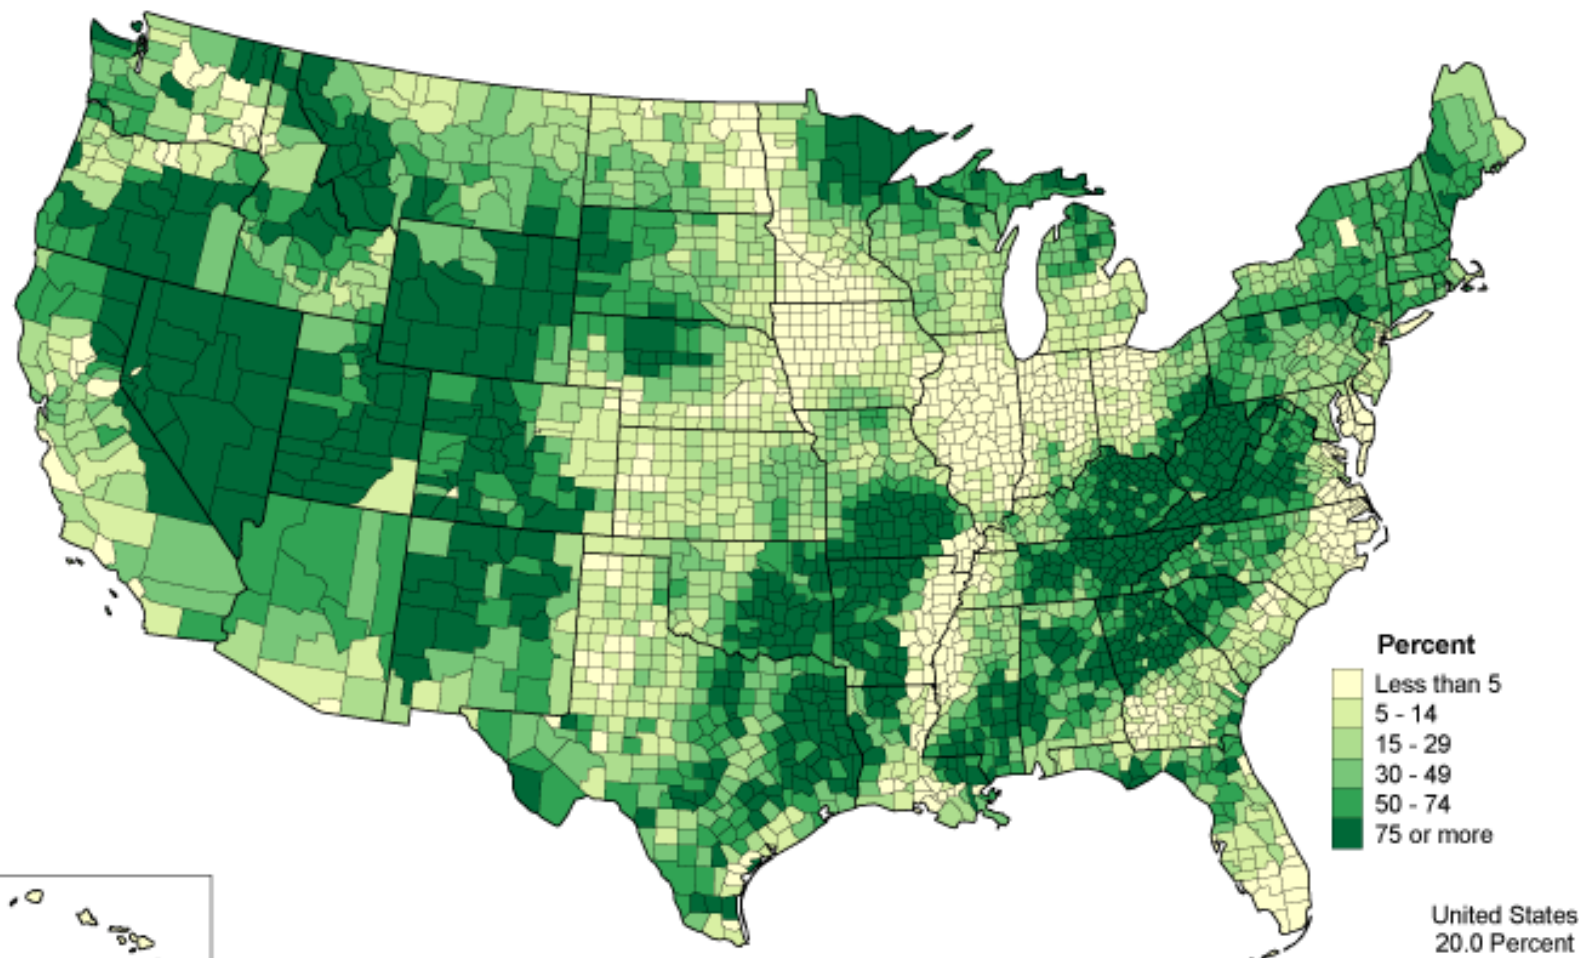 Percent
Less than 5
5 - 14
15 - 29
30 - 49
50 - 74
75 or more
United States
20.0 Percent